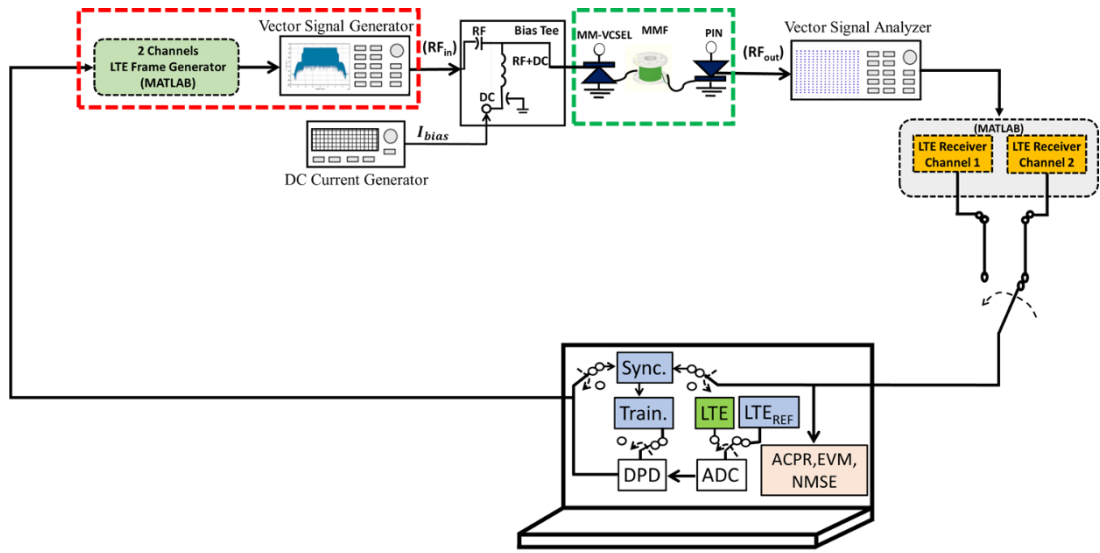 Vector Signal Generator
2 Channels
LTE Frame Generator
(MATLAB)
(RFin)
RF
Bias Tee
RF+DC
DC
Ibias
DC Current Generator
MM-VCSEL
MMF
PIN
(RFout)
Vector Signal Analyzer
(MATLAB)
LTE Receiver
Channel 1
LTE Receiver
Channel 2
Sync.
Train.
LTE
LTEREF
DPD
ADC
ACPR,EVM,
NMSE